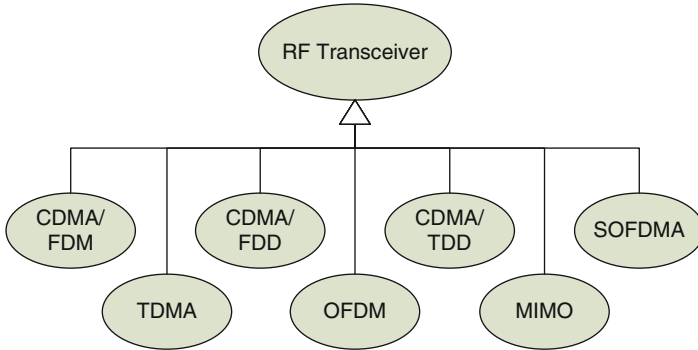 RF Transceiver
CDMA/
FDM
CDMA/
FDD
CDMA/
TDD
SOFDMA
TDMA
OFDM
MIMO